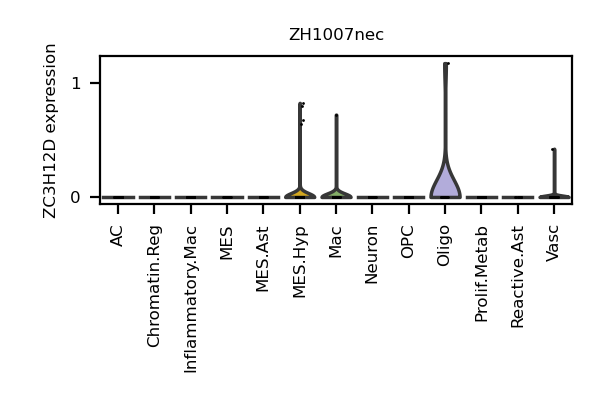 ZH1007nec
ZC3H12D expression
1
0
AC
Chromatin.Reg
Inflammatory.Mac
MES
MES.Ast
MES.Hyp
Mac
Neuron
OPC
Oligo
Prolif.Metab
Reactive.Ast
Vasc